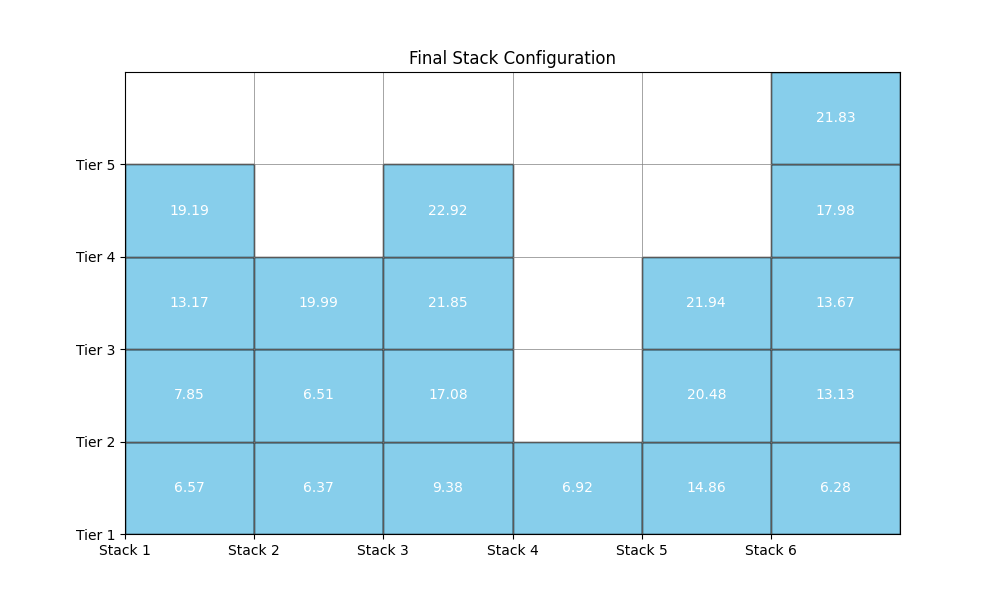 Final Stack Configuration
21.83
Tier 5
19.19 22.92 17.98
Tier 4
13.17 19.99 21.85 21.94 13.67
Tier 3
7.85 6.51 17.08 20.48 13.13
Tier 2
6.57 6.37 9.38 6.92 14.86 6.28
Tier 1
Stack 1 Stack 2 Stack 3 Stack 4 Stack 5 Stack 6